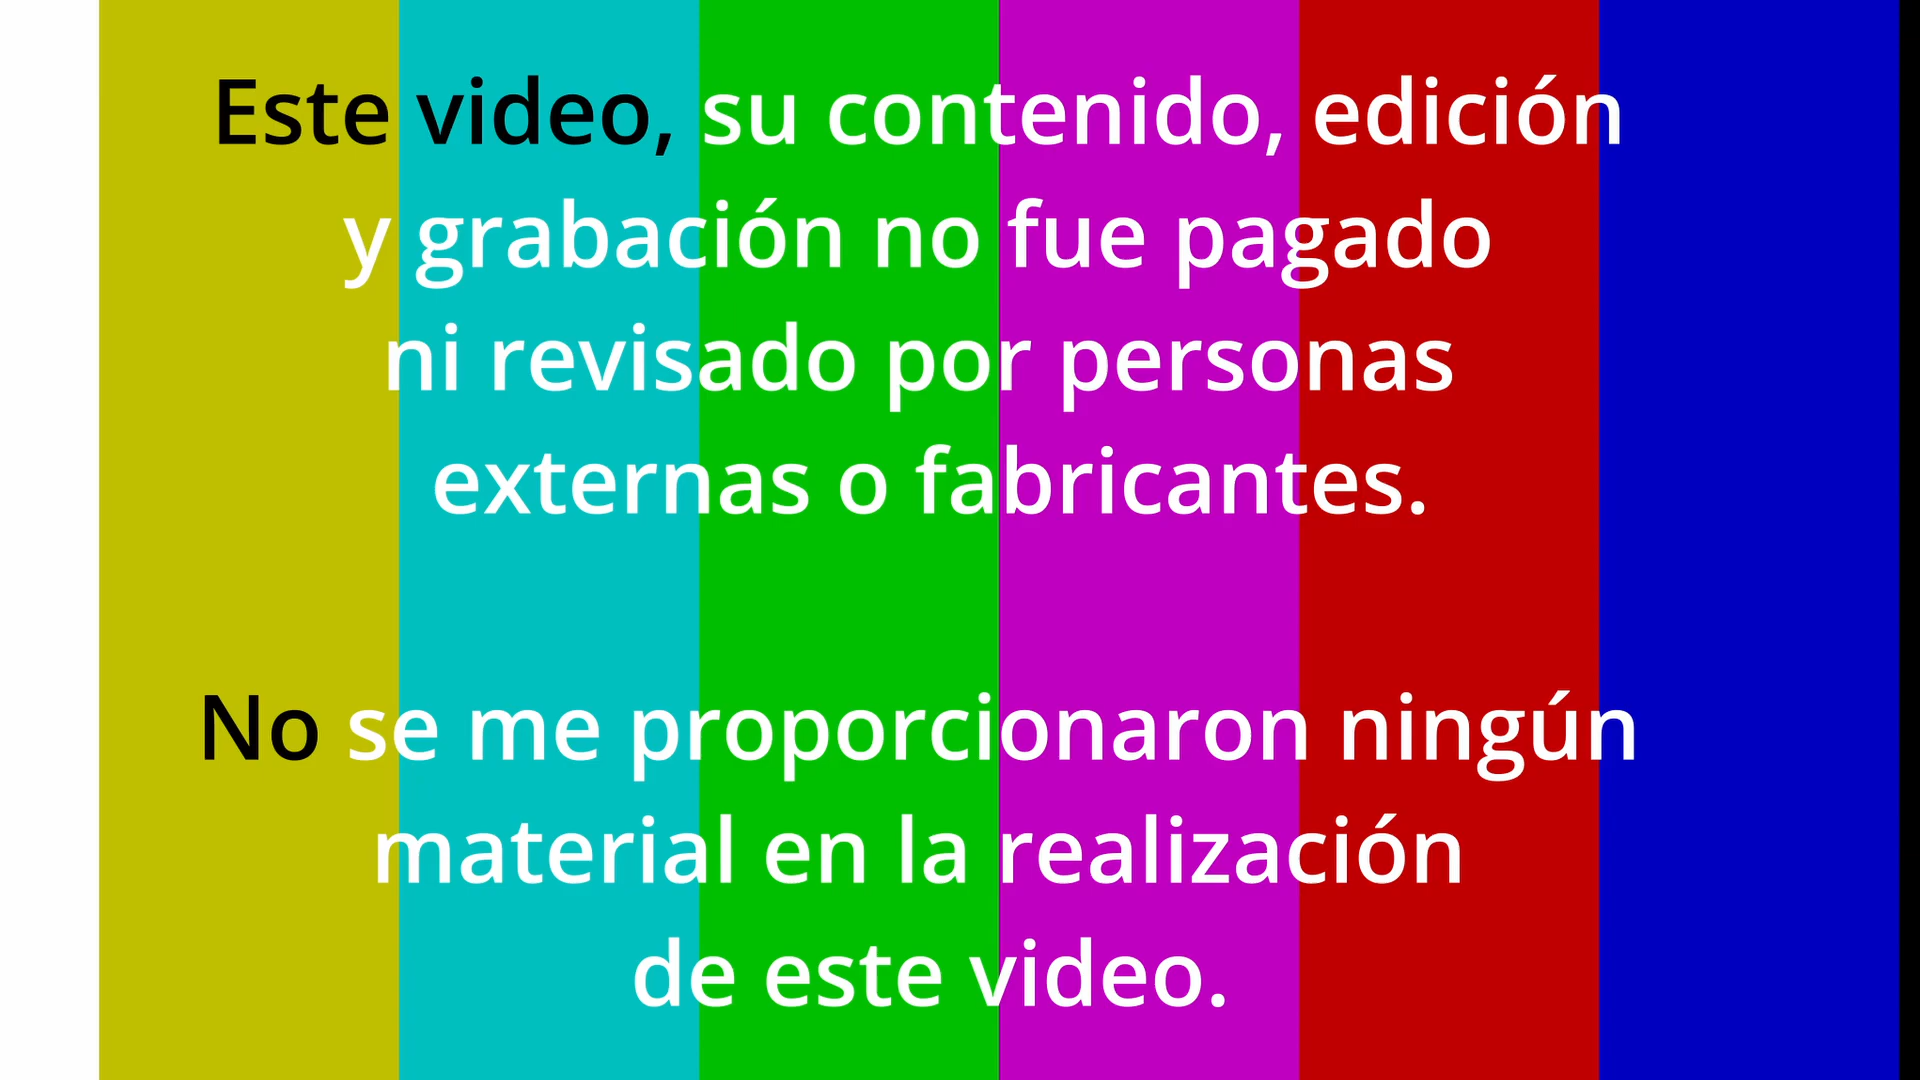 Este video, su contenido, edición
y grabación no fue pagado
ni revisado por personas
externas o fabricantes.
No se me proporcionaron ningún
material en la realización
de este video.